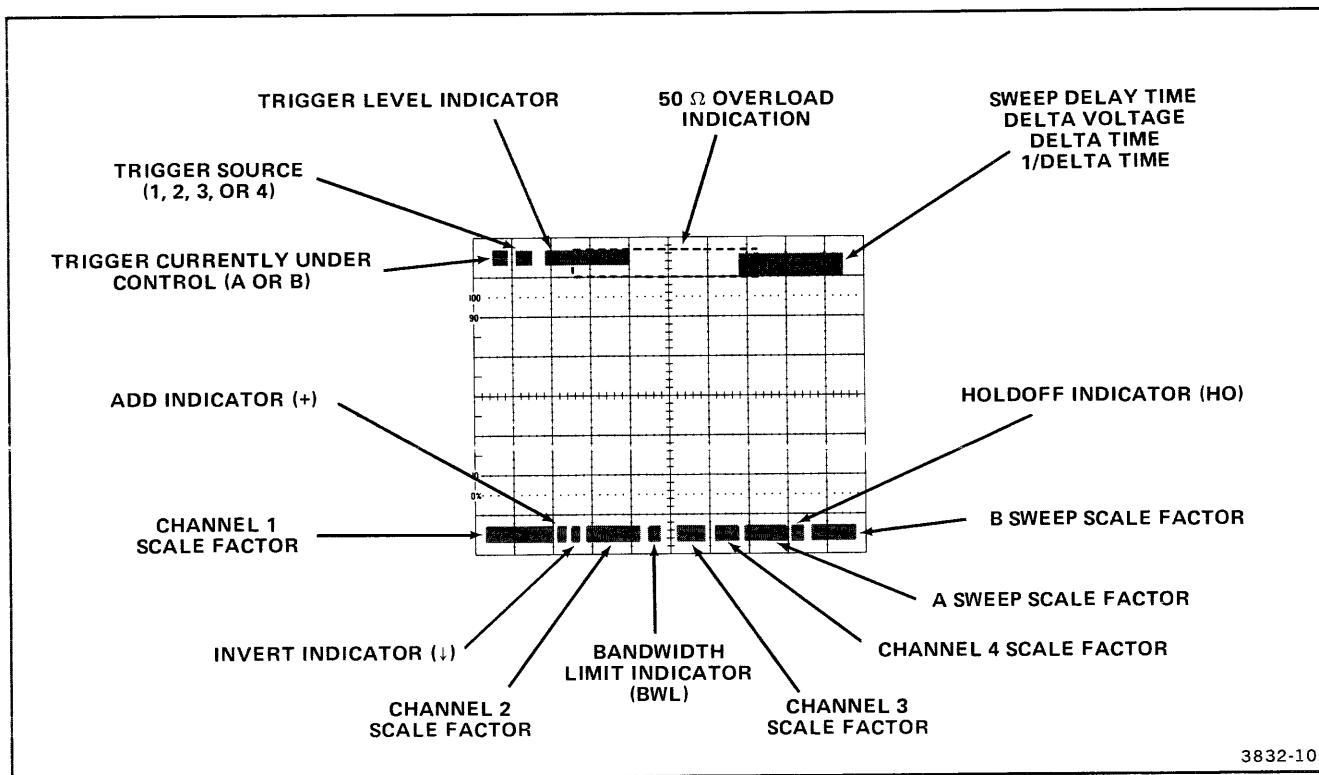 TRIGGER LEVEL INDICATOR
50 Ω OVERLOAD
INDICATION
SWEEP DELAY TIME
DELTA VOLTAGE
DELTA TIME
1/DELTA TIME
TRIGGER SOURCE
(1, 2, 3, OR 4)
TRIGGER CURRENTLY UNDER
CONTROL (A OR B)
100
90
ADD INDICATOR (+)
HOLDOFF INDICATOR (HO)
0%
CHANNEL 1
SCALE FACTOR
B SWEEP SCALE FACTOR
A SWEEP SCALE FACTOR
INVERT INDICATOR (↓)
BANDWIDTH
LIMIT INDICATOR
(BWL)
CHANNEL 4 SCALE FACTOR
CHANNEL 2
SCALE FACTOR
CHANNEL 3
SCALE FACTOR
3832-10